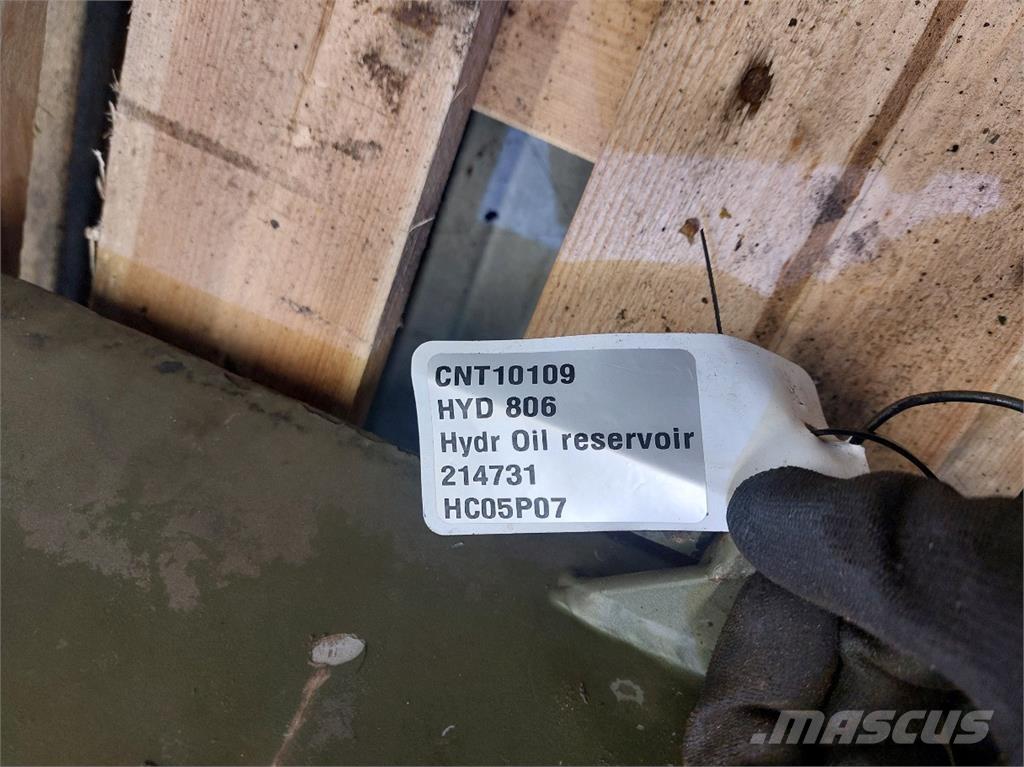 CNT10109
HYD 806
Hydr Oil reservoir
214731
HC05P07
MASCUS